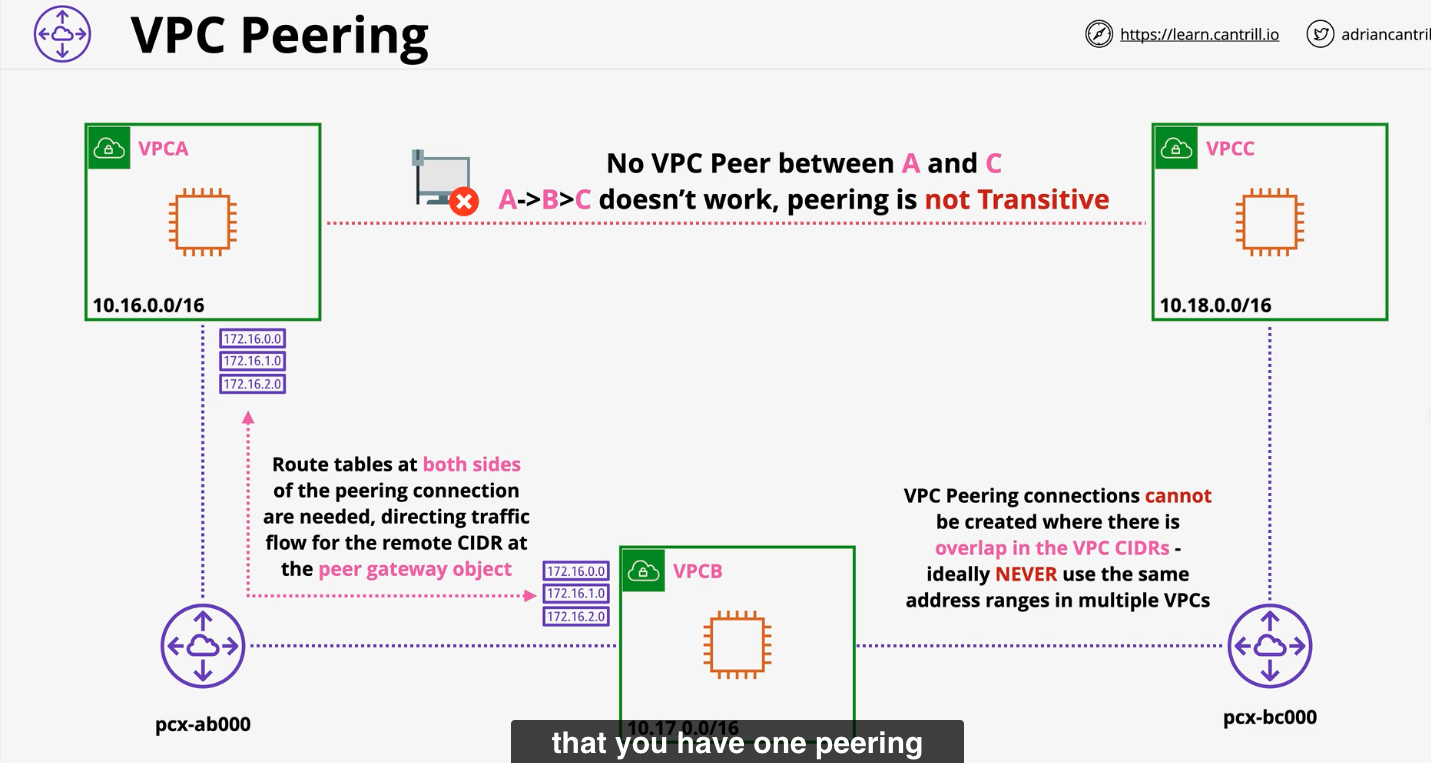 VPC Peering
https://learn.cantrill.io
adriancantril
VPCA
10.16.0.0/16
No VPC Peer between A and C
A->B>C doesn’t work, peering is not Transitive
VPCC
10.18.0.0/16
172.16.0.0
172.16.1.0
172.16.2.0
Route tables at both sides
of the peering connection
are needed, directing traffic
flow for the remote CIDR at
the peer gateway object
172.16.0.0
172.16.1.0
172.16.2.0
VPCB
10.17.0.0/16
VPC Peering connections cannot
be created where there is
overlap in the VPC CIDRs -
ideally NEVER use the same
address ranges in multiple VPCs
pcx-ab000
pcx-bc000
that you have one peering